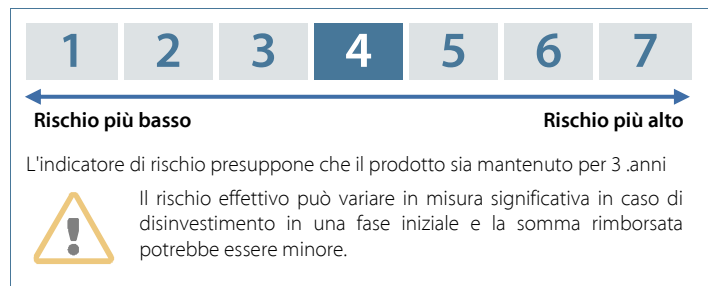 1 2 3 4 5 6 7
Rischio più basso Rischio più alto
L'indicatore di rischio presuppone che il prodotto sia mantenuto per 3 .anni
Il rischio effettivo può variare in misura significativa in caso di
disinvestimento in una fase iniziale e la somma rimborsata
potrebbe essere minore.